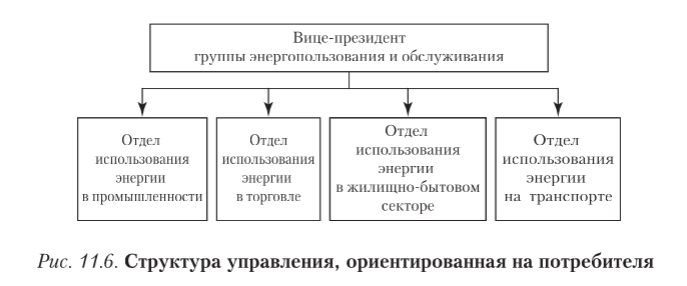 Вице-президент
группы энергопользования и обслуживания
Отдел
использования
энергии
в промышленности
Отдел
использования
энергии
в торговле
Отдел
использования
энергии
в жилищно-бытовом
секторе
Отдел
использования
энергии
на транспорте
Рис. 11.6. Структура управления, ориентированная на потребителя